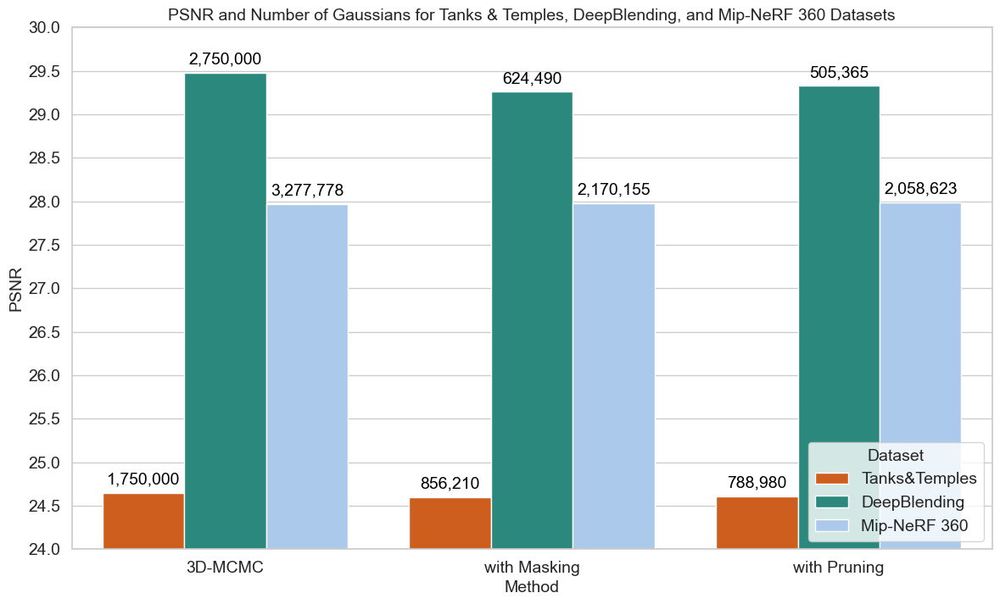 PSNR and Number of Gaussians for Tanks & Temples, DeepBlending, and Mip-NeRF 360 Datasets
PSNR
30.0
29.5
29.0
28.5
28.0
27.5
27.0
26.5
26.0
25.5
25.0
24.5
24.0
1,750,000
2,750,000
3,277,778
856,210
624,490
2,170,155
788,980
505,365
2,058,623
Dataset
Tanks&Temples
DeepBlending
Mip-NeRF 360
3D-MCMC
with Masking
with Pruning
Method